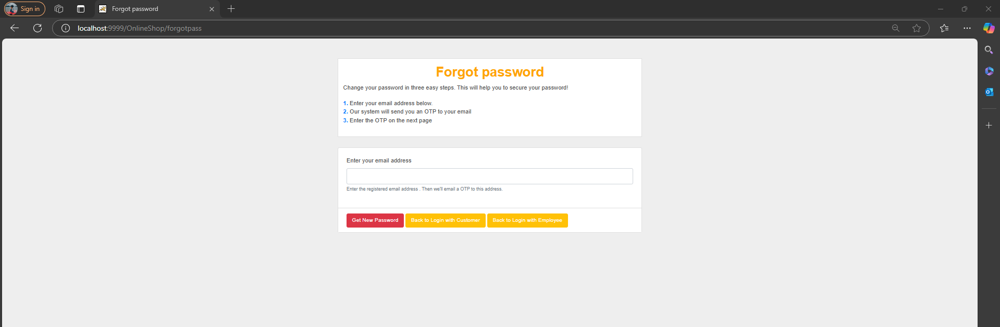 Sign in
Forgot password
localhost:9999/OnlineShop/forgotpass
Forgot password
Change your password in three easy steps. This will help you to secure your password!
1. Enter your email address below.
2. Our system will send you an OTP to your email
3. Enter the OTP on the next page
Enter your email address
Enter the registered email address . Then we'll email a OTP to this address.
Get New Password
Back to Login with Customer
Back to Login with Employee